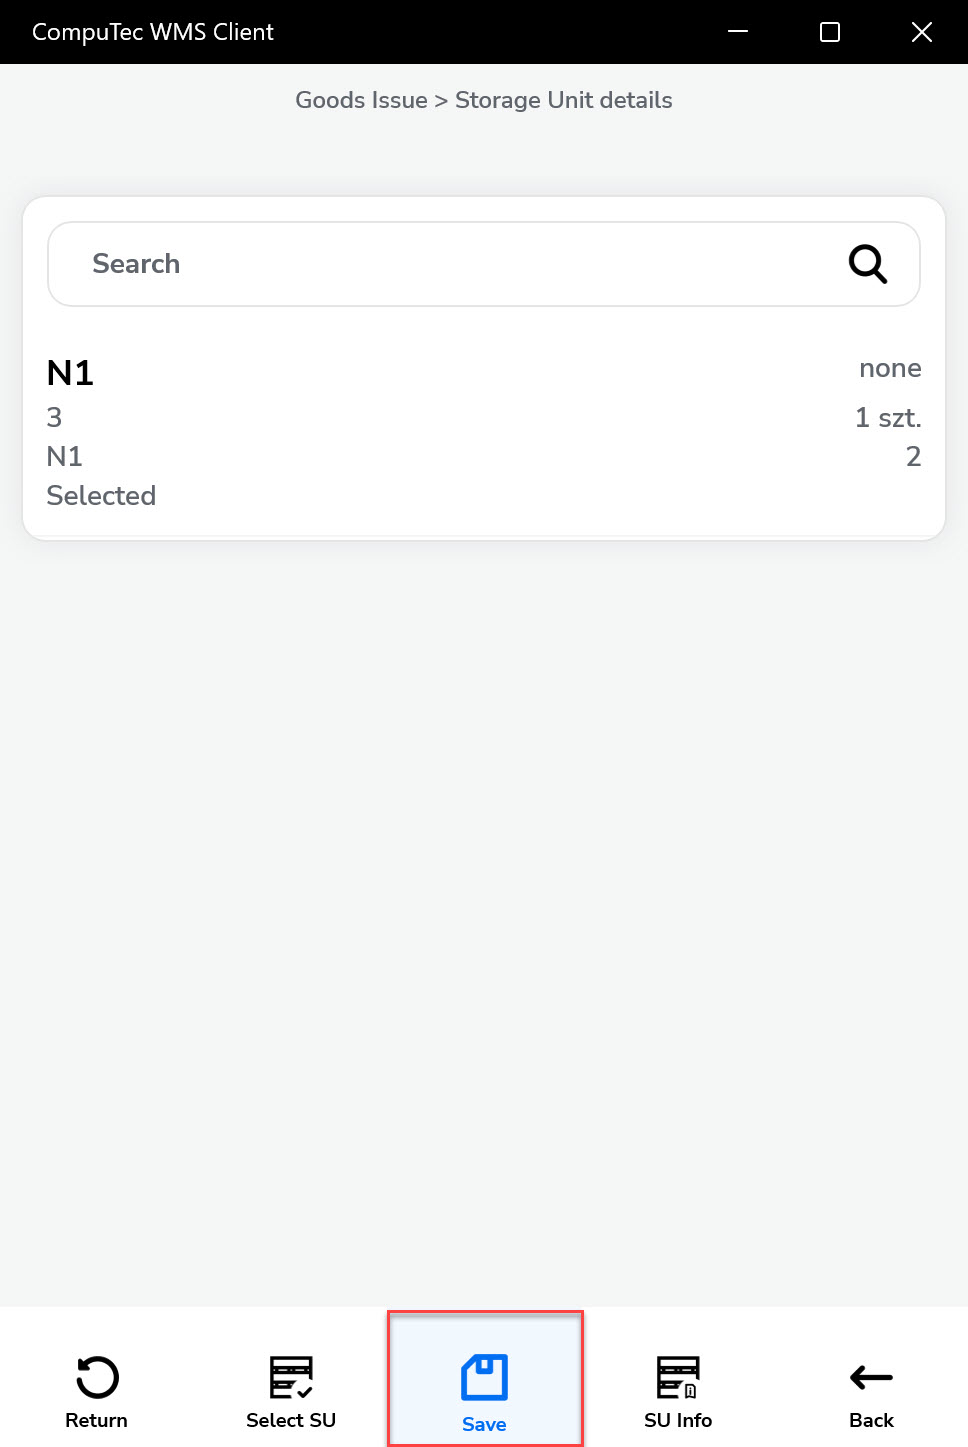 CompuTec WMS Client
Goods Issue > Storage Unit details
Search
N1 none
3 1 szt.
N1 2
Selected
Return Select SU Save SU Info Back